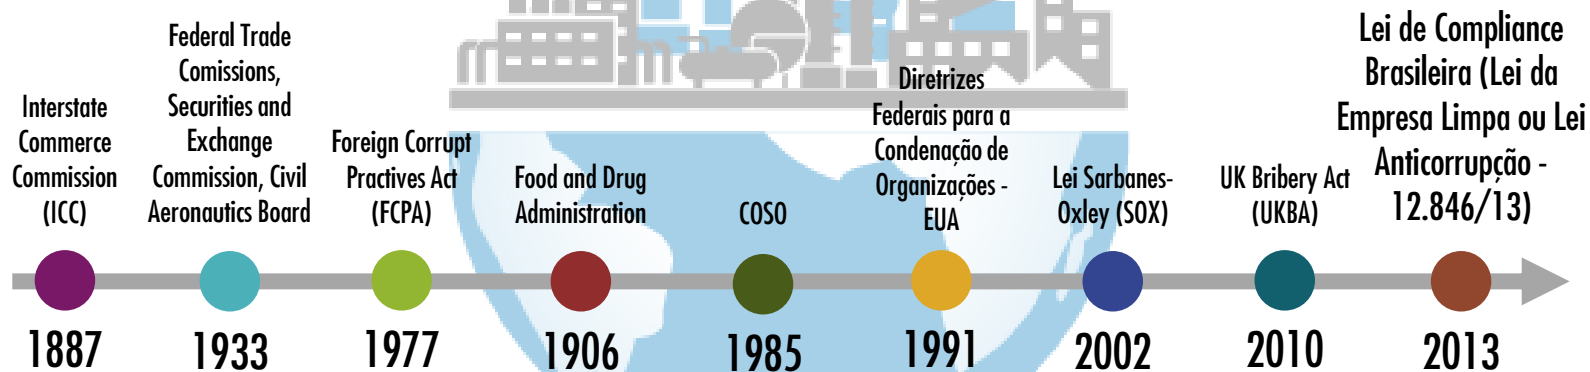 Interstate
Commerce
Commission
(ICC)
1887
Federal Trade
Comissions,
Securities and
Exchange
Commission, Civil
Aeronautics Board
1933
Foreign Corrupt
Practives Act
(FCPA)
1977
Food and Drug
Administration
1906
COSO
1985
Diretrizes
Federais para a
Condenação de
Organizações -
EUA
1991
Lei Sarbanes-
Oxley (SOX)
2002
UK Bribery Act
(UKBA)
2010
Lei de Compliance
Brasileira (Lei da
Empresa Limpa ou Lei
Anticorrupção -
12.846/13)
2013